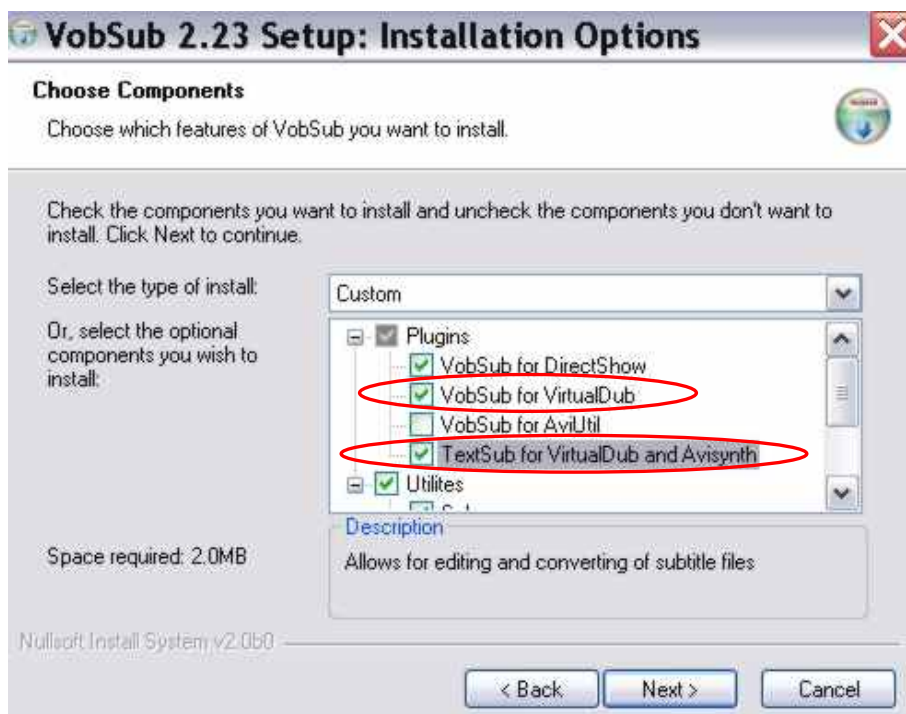 VobSub 2.23 Setup: Installation Options
Choose Components
Choose which features of VobSub you want to install.
Check the components you want to install and uncheck the components you don't want to
install. Click Next to continue.
Select the type of install:
Custom
Or, select the optional
components you wish to
install:
Plugins
VobSub for DirectShow
VobSub for VirtualDub
VobSub for AviUtil
TextSub for VirtualDub and Avisynth
Utilites
Description
Allows for editing and converting of subtitle files
Space required: 2.0MB
Nullsoft Install System v2.0b0
< Back
Next >
Cancel